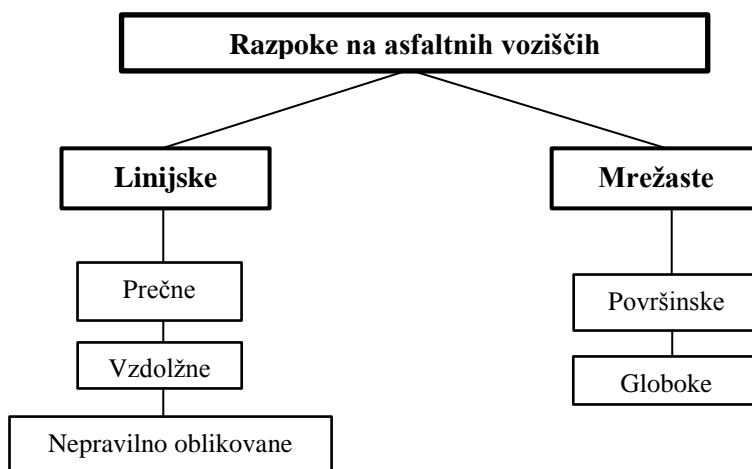 Razpoke na asfaltnih voziščih
Linijske
Mrežaste
Prečne
Površinske
Vzdolžne
Globoke
Nepravilno oblikovane